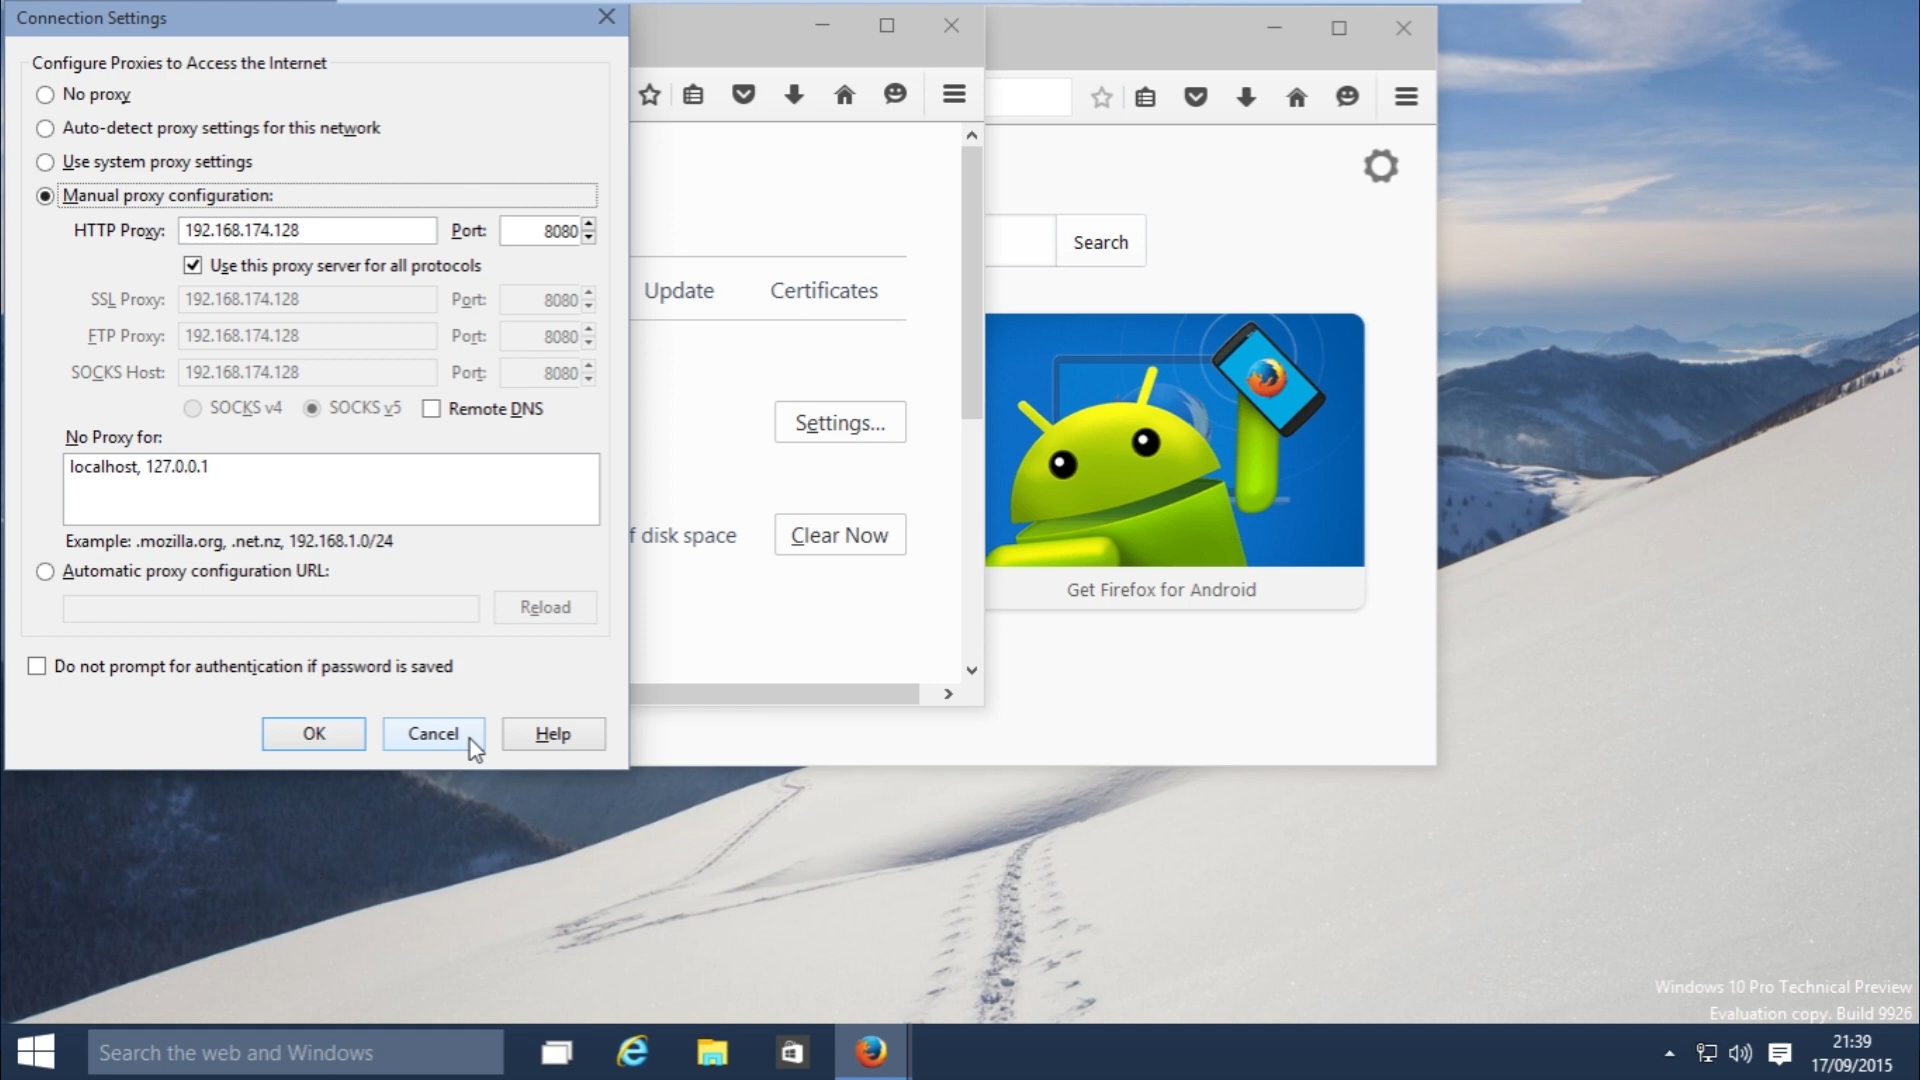 Connection Settings
Configure Proxies to Access the Internet
No proxy
Auto-detect proxy settings for this network
Use system proxy settings
Manual proxy configuration:
HTTP Proxy: 192.168.174.128 Port: 8080
Use this proxy server for all protocols
SSL Proxy: 192.168.174.128 Port: 8080
FTP Proxy: 192.168.174.128 Port: 8080
SOCKS Host: 192.168.174.128 Port: 8080
SOCKS v4 SOCKS v5 Remote DNS
No Proxy for:
localhost, 127.0.0.1
Example: .mozilla.org, .net.nz, 192.168.1.0/24
Automatic proxy configuration URL:
Reload
Do not prompt for authentication if password is saved
OK Cancel Help
Update Certificates
Settings...
f disk space Clear Now
Search
Get Firefox for Android
Windows 10 Pro Technical Preview
Evaluation copy. Build 9926
Search the web and Windows
21:39
17/09/2015